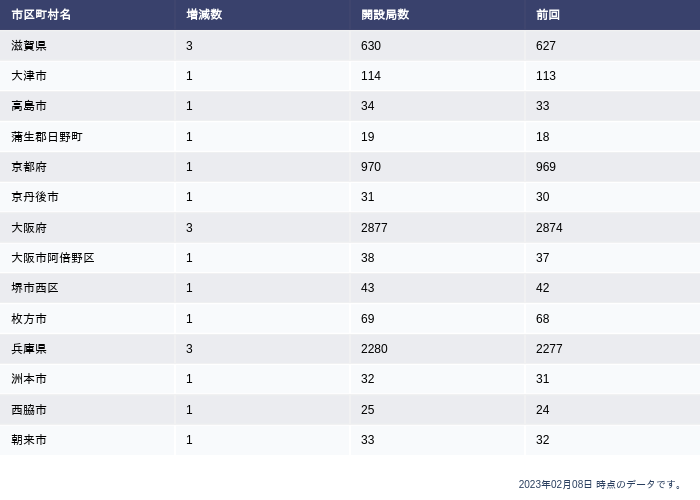 市区町村名 増減数 開設局数 前回
滋賀県 3 630 627
大津市 1 114 113
高島市 1 34 33
蒲生郡日野町 1 19 18
京都府 1 970 969
京丹後市 1 31 30
大阪府 3 2877 2874
大阪市阿倍野区 1 38 37
堺市西区 1 43 42
枚方市 1 69 68
兵庫県 3 2280 2277
洲本市 1 32 31
西脇市 1 25 24
朝来市 1 33 32
2023年02月08日 時点のデータです。